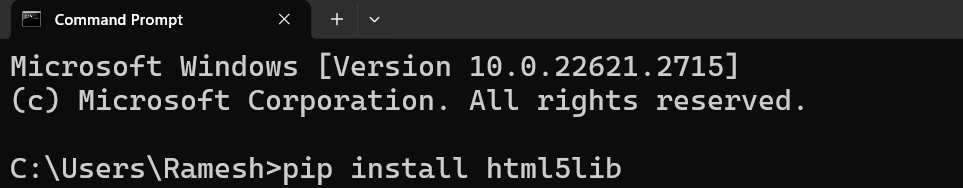 Command Prompt
Microsoft Windows [Version 10.0.22621.2715]
(c) Microsoft Corporation. All rights reserved.
C:\Users\Ramesh>pip install html5lib